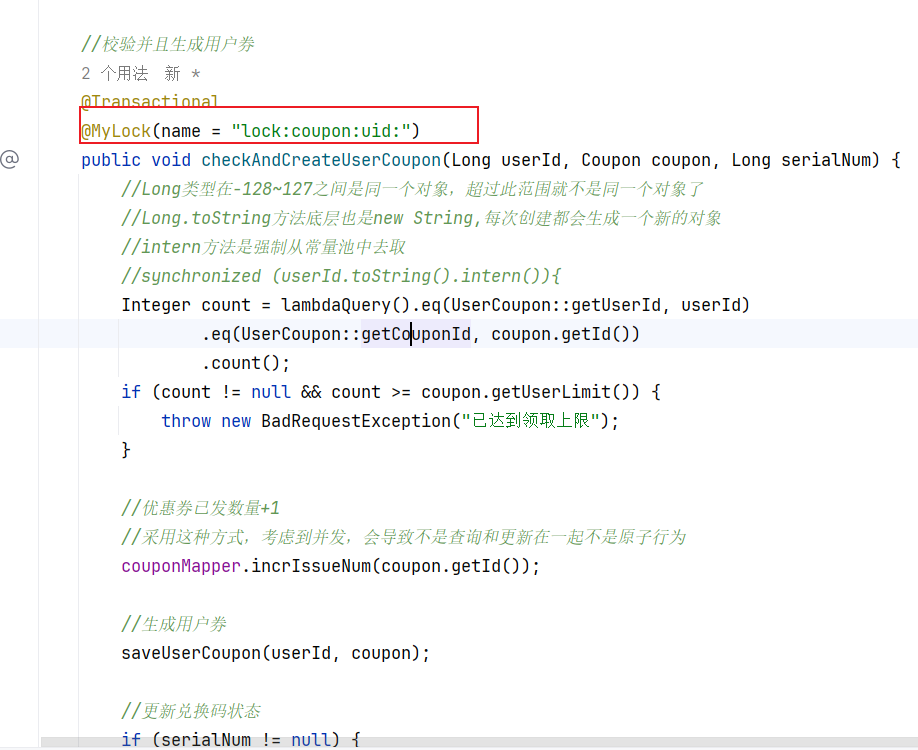 //校验并且生成用户券
2 个用法 新 *
@Transactional
@MyLock(name = "lock:coupon:uid:")
@
public void checkAndCreateUserCoupon(Long userId, Coupon coupon, Long serialNum) {
//Long类型在-128~127之间是同一个对象，超过此范围就不是同一个对象了
//Long.toString方法底层也是new String,每次创建都会生成一个新的对象
//intern方法是强制从常量池中去取
//synchronized (userId.toString().intern()){
Integer count = lambdaQuery().eq(UserCoupon::getUserId, userId)
.eq(UserCoupon::getCouponId, coupon.getId())
.count();
if (count != null && count >= coupon.getUserLimit()) {
throw new BadRequestException("已达到领取上限");
}
//优惠券已发数量+1
//采用这种方式，考虑到并发，会导致不是查询和更新在一起不是原子行为
couponMapper.incrIssueNum(coupon.getId());
//生成用户券
saveUserCoupon(userId, coupon);
//更新兑换码状态
if (serialNum != null) {